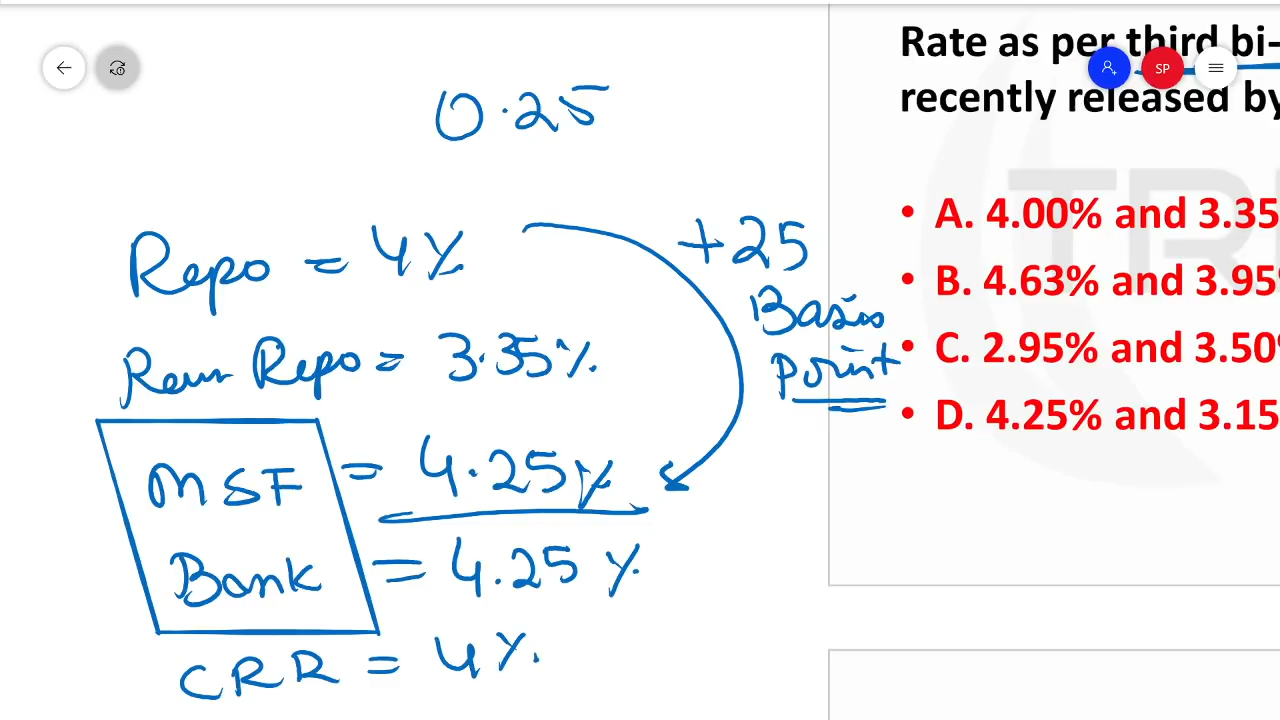 0.25
Repo = 4%
Rem Repo = 3.35%
MSF = 4.25%
Bank = 4.25%
CRR = 4%.
+25
Basis
point
Rate as per third bi-
recently released by
SP
• A. 4.00% and 3.35
• B. 4.63% and 3.95%
• C. 2.95% and 3.50%
• D. 4.25% and 3.15